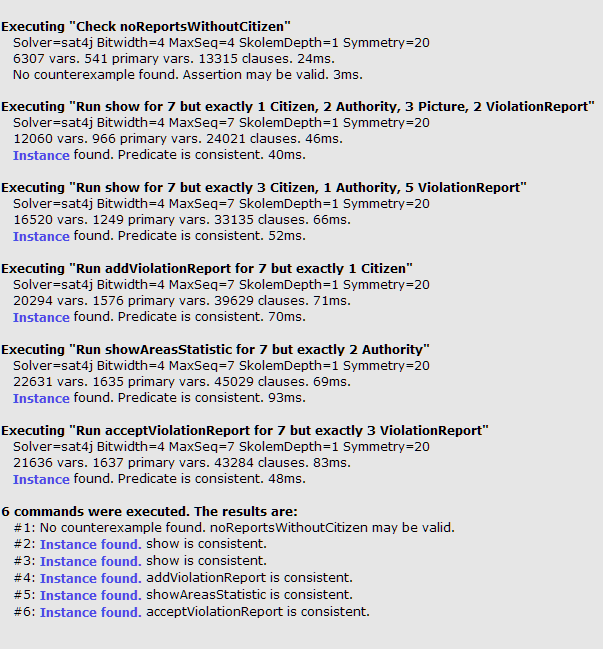 Executing "Check noReportsWithoutCitizen"
Solver=sat4j Bitwidth=4 MaxSeq=4 SkolemDepth=1 Symmetry=20
6307 vars. 541 primary vars. 13315 clauses. 24ms.
No counterexample found. Assertion may be valid. 3ms.
Executing "Run show for 7 but exactly 1 Citizen, 2 Authority, 3 Picture, 2 ViolationReport"
Solver=sat4j Bitwidth=4 MaxSeq=7 SkolemDepth=1 Symmetry=20
12060 vars. 966 primary vars. 24021 clauses. 46ms.
Instance found. Predicate is consistent. 40ms.
Executing "Run show for 7 but exactly 3 Citizen, 1 Authority, 5 ViolationReport"
Solver=sat4j Bitwidth=4 MaxSeq=7 SkolemDepth=1 Symmetry=20
16520 vars. 1249 primary vars. 33135 clauses. 66ms.
Instance found. Predicate is consistent. 52ms.
Executing "Run addViolationReport for 7 but exactly 1 Citizen"
Solver=sat4j Bitwidth=4 MaxSeq=7 SkolemDepth=1 Symmetry=20
20294 vars. 1576 primary vars. 39629 clauses. 71ms.
Instance found. Predicate is consistent. 70ms.
Executing "Run showAreasStatistic for 7 but exactly 2 Authority"
Solver=sat4j Bitwidth=4 MaxSeq=7 SkolemDepth=1 Symmetry=20
22631 vars. 1635 primary vars. 45029 clauses. 69ms.
Instance found. Predicate is consistent. 93ms.
Executing "Run acceptViolationReport for 7 but exactly 3 ViolationReport"
Solver=sat4j Bitwidth=4 MaxSeq=7 SkolemDepth=1 Symmetry=20
21636 vars. 1637 primary vars. 43284 clauses. 83ms.
Instance found. Predicate is consistent. 48ms.
6 commands were executed. The results are:
#1: No counterexample found. noReportsWithoutCitizen may be valid.
#2: Instance found. show is consistent.
#3: Instance found. show is consistent.
#4: Instance found. addViolationReport is consistent.
#5: Instance found. showAreasStatistic is consistent.
#6: Instance found. acceptViolationReport is consistent.